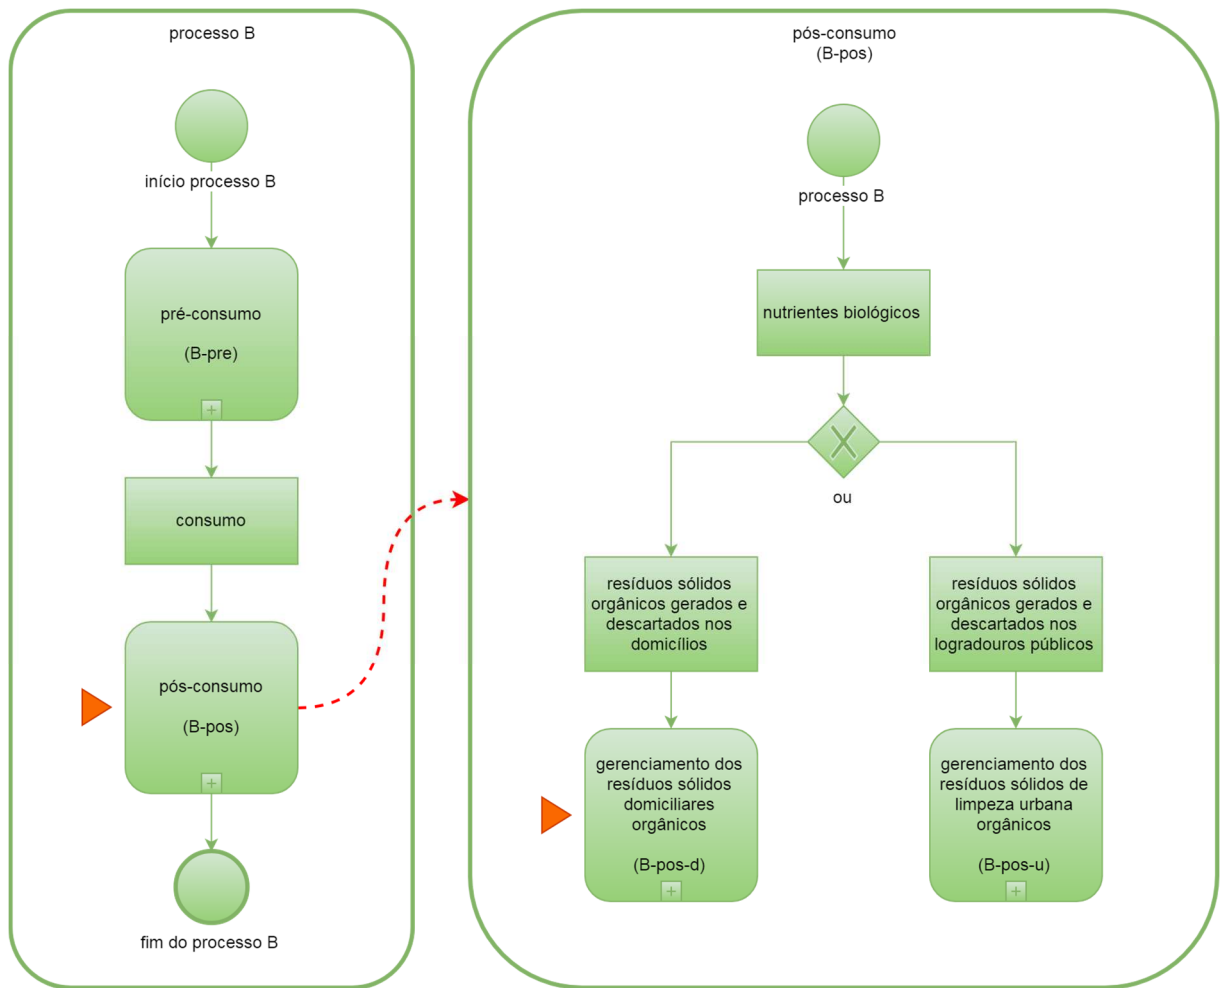 processo B
início processo B
pré-consumo
(B-pre)
consumo
pós-consumo
(B-pos)
fim do processo B
pós-consumo
(B-pos)
processo B
nutrientes biológicos
ou
resíduos sólidos
orgânicos gerados e
descartados nos
domicílios
resíduos sólidos
orgânicos gerados e
descartados nos
logradouros públicos
gerenciamento dos
resíduos sólidos
domiciliares
orgânicos
(B-pos-d)
gerenciamento dos
resíduos sólidos de
limpeza urbana
orgânicos
(B-pos-u)